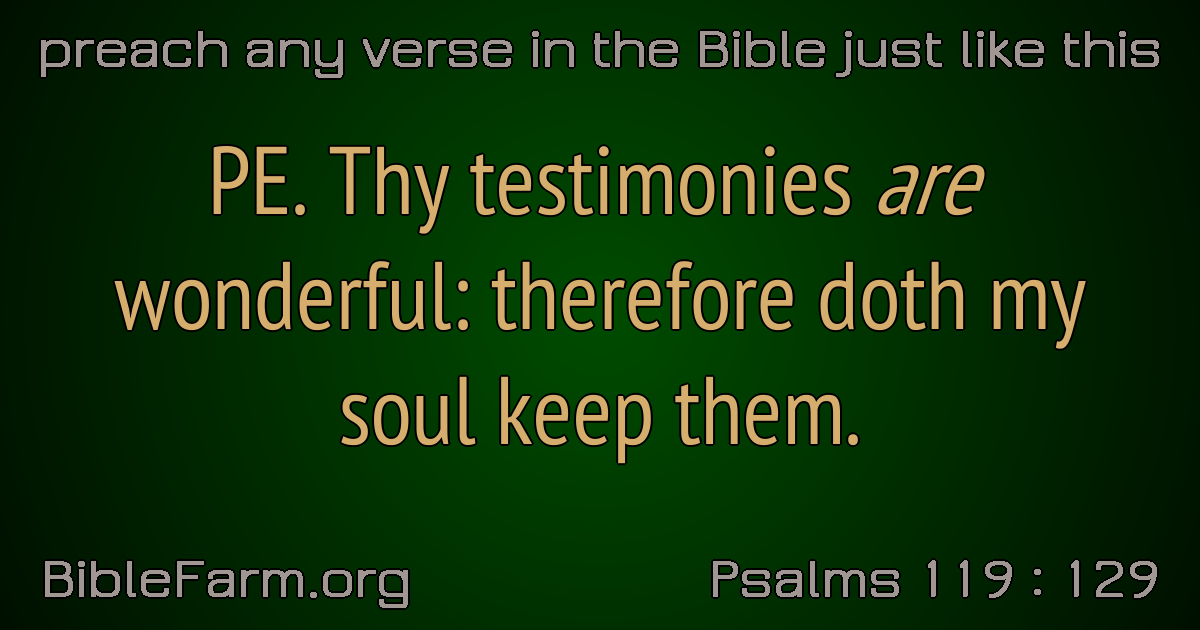 preach any verse in the Bible just like this
PE. Thy testimonies are
wonderful: therefore doth my
soul keep them.
BibleFarm.org
Psalms 119 : 129